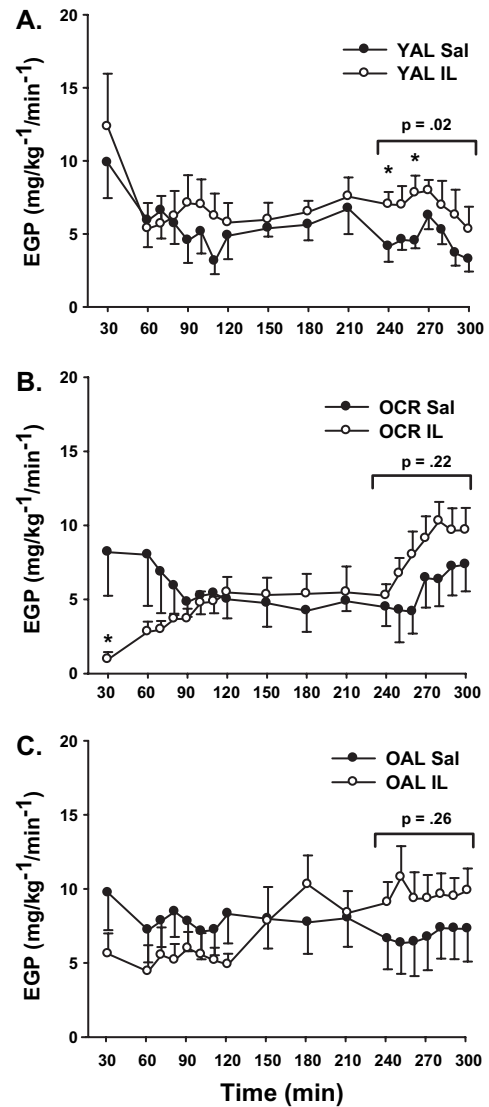 A.
20
15
10
5
0
EGP (mg/kg⁻¹/min⁻¹)
YAL Sal
YAL IL
p = .02
* *
30 60 90 120 150 180 210 240 270 300
B.
20
15
10
5
0
EGP (mg/kg⁻¹/min⁻¹)
OCR Sal
OCR IL
p = .22
*
30 60 90 120 150 180 210 240 270 300
C.
20
15
10
5
0
EGP (mg/kg⁻¹/min⁻¹)
OAL Sal
OAL IL
p = .26
30 60 90 120 150 180 210 240 270 300
Time (min)